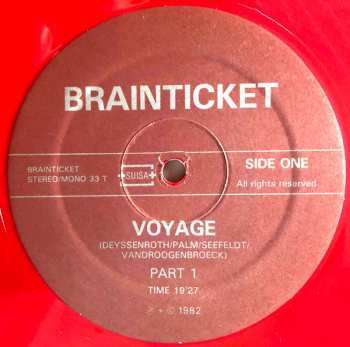 BRAINTICKET
BRAINTICKET
STEREO/MONO 33 T
SUISA
SIDE ONE
All rights reserved
VOYAGE
(DEYSSENROTH/PALM/SEEFELDT/
VANDROOGENBROECK)
PART 1
TIME 19'27
℗ + © 1982